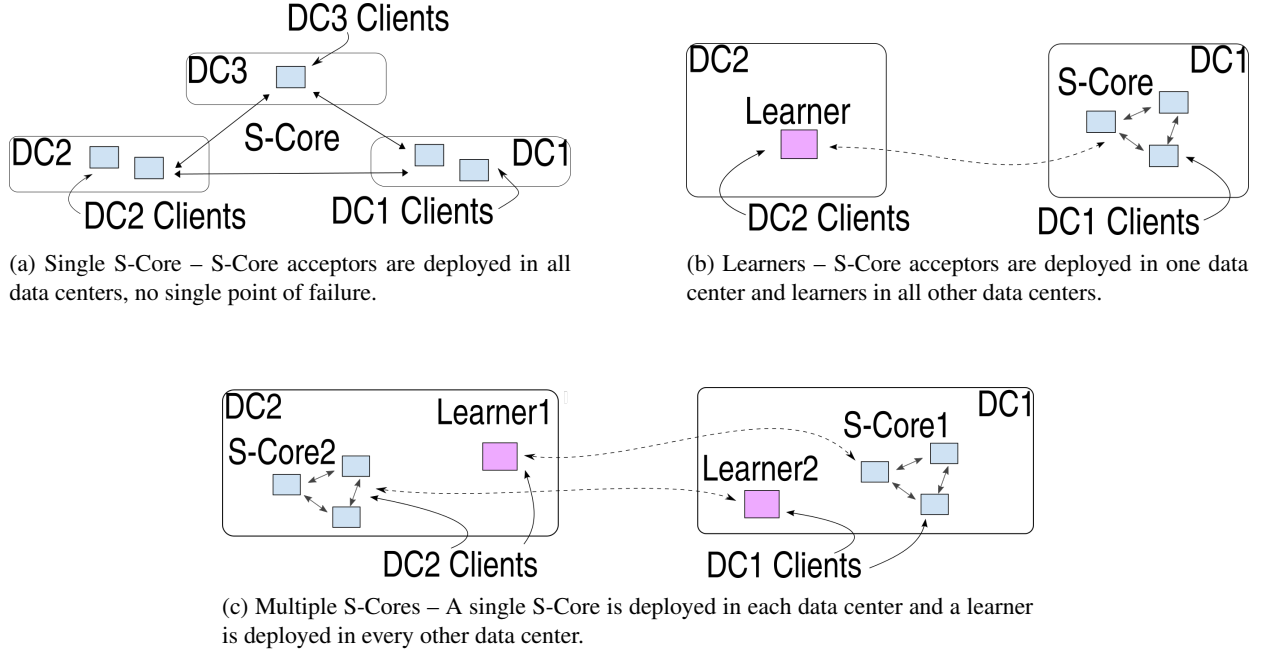 DC3 Clients
DC3
S-Core
DC2
DC1
DC2 Clients
DC1 Clients
(a) Single S-Core – S-Core acceptors are deployed in all
data centers, no single point of failure.
DC2
Learner
DC2 Clients
DC1
S-Core
DC1 Clients
(b) Learners – S-Core acceptors are deployed in one data
center and learners in all other data centers.
DC2
Learner1
S-Core2
DC2 Clients
DC1
S-Core1
Learner2
DC1 Clients
(c) Multiple S-Cores – A single S-Core is deployed in each data center and a learner
is deployed in every other data center.